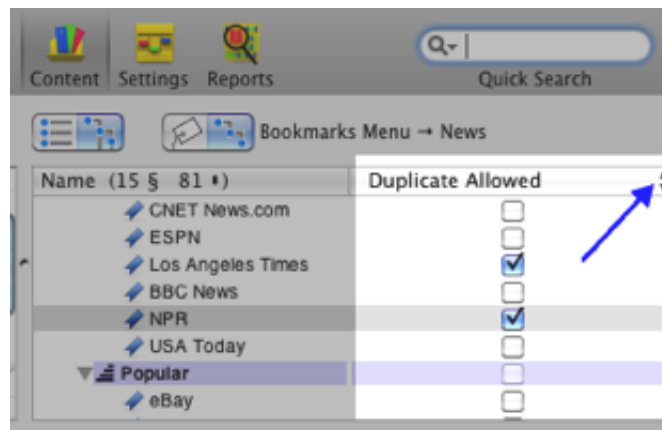 Content Settings Reports
Quick Search
Bookmarks Menu → News
Name (15 § 81 •) Duplicate Allowed
CNET News.com
ESPN
Los Angeles Times
BBC News
NPR
USA Today
Popular
eBay